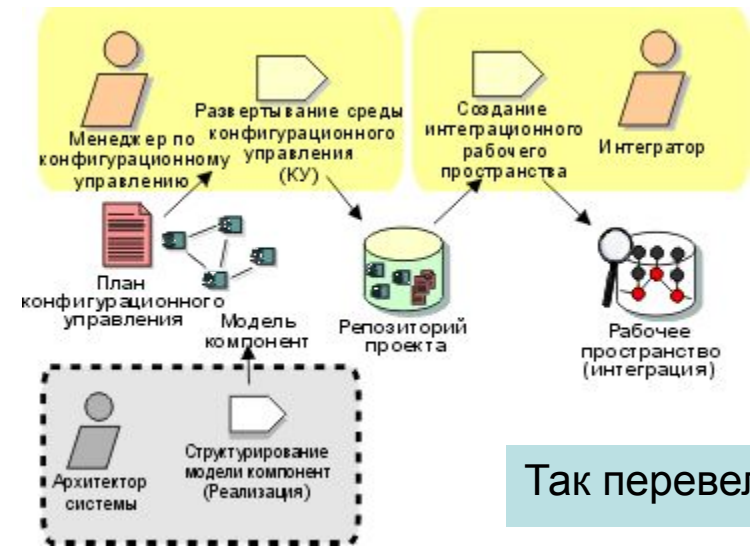 Менеджер по
конфигурационному
управлению
Развертывание среды
конфигурационного
управления
(КУ)
Создание
интеграционного
рабочего
пространства
Интегратор
План
конфигурационного
управления
Модель
компонент
Репозиторий
проекта
Рабочее
пространство
(интеграция)
Архитектор
системы
Структурирование
модели компонент
(Реализация)
Так перевел